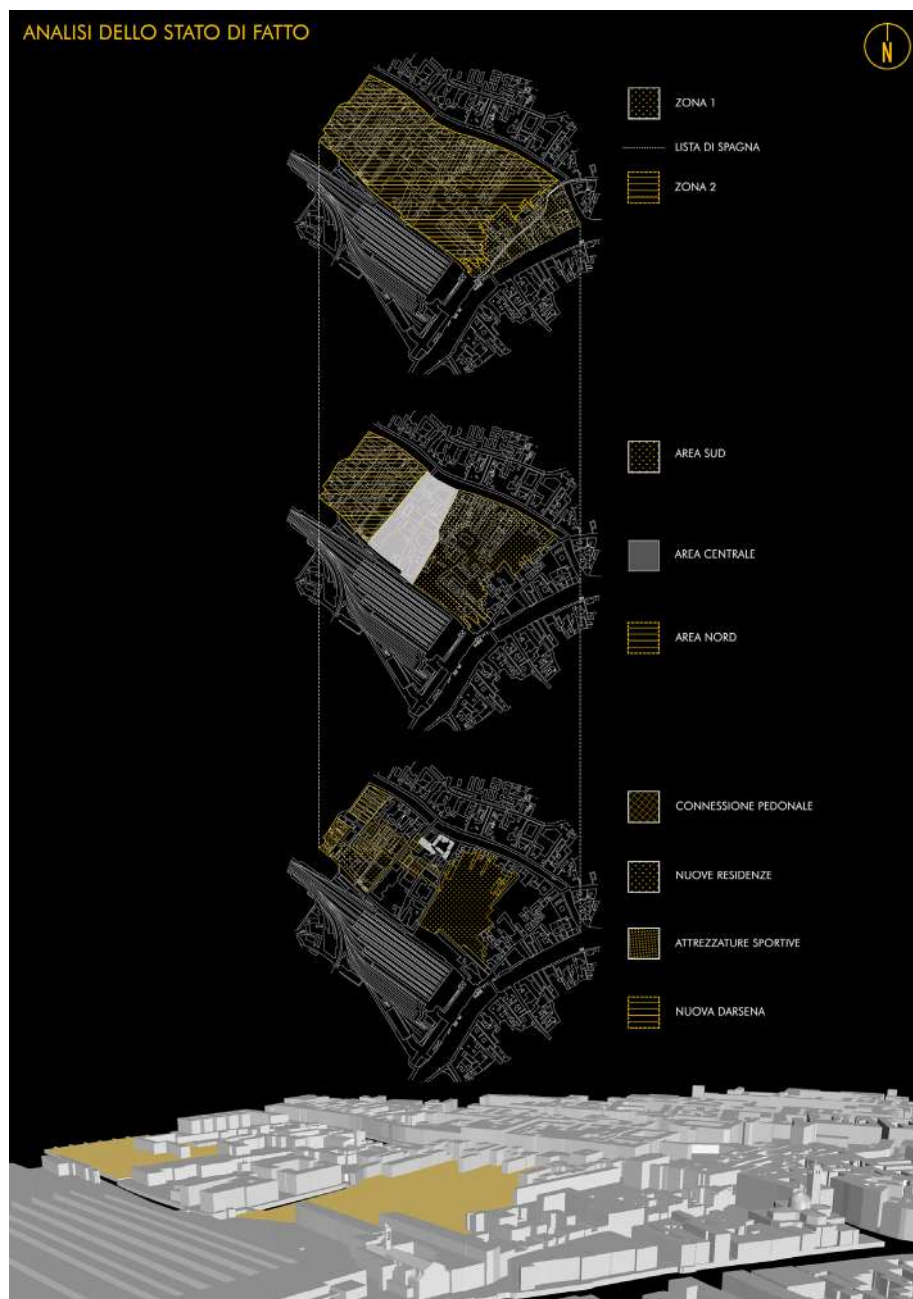 ANALISI DELLO STATO DI FATTO
N
ZONA 1
LISTA DI SPAGNA
ZONA 2
AREA SUD
AREA CENTRALE
AREA NORD
CONNESSIONE PEDONALE
NUOVE RESIDENZE
ATTREZZATURE SPORTIVE
NUOVA DARSENA